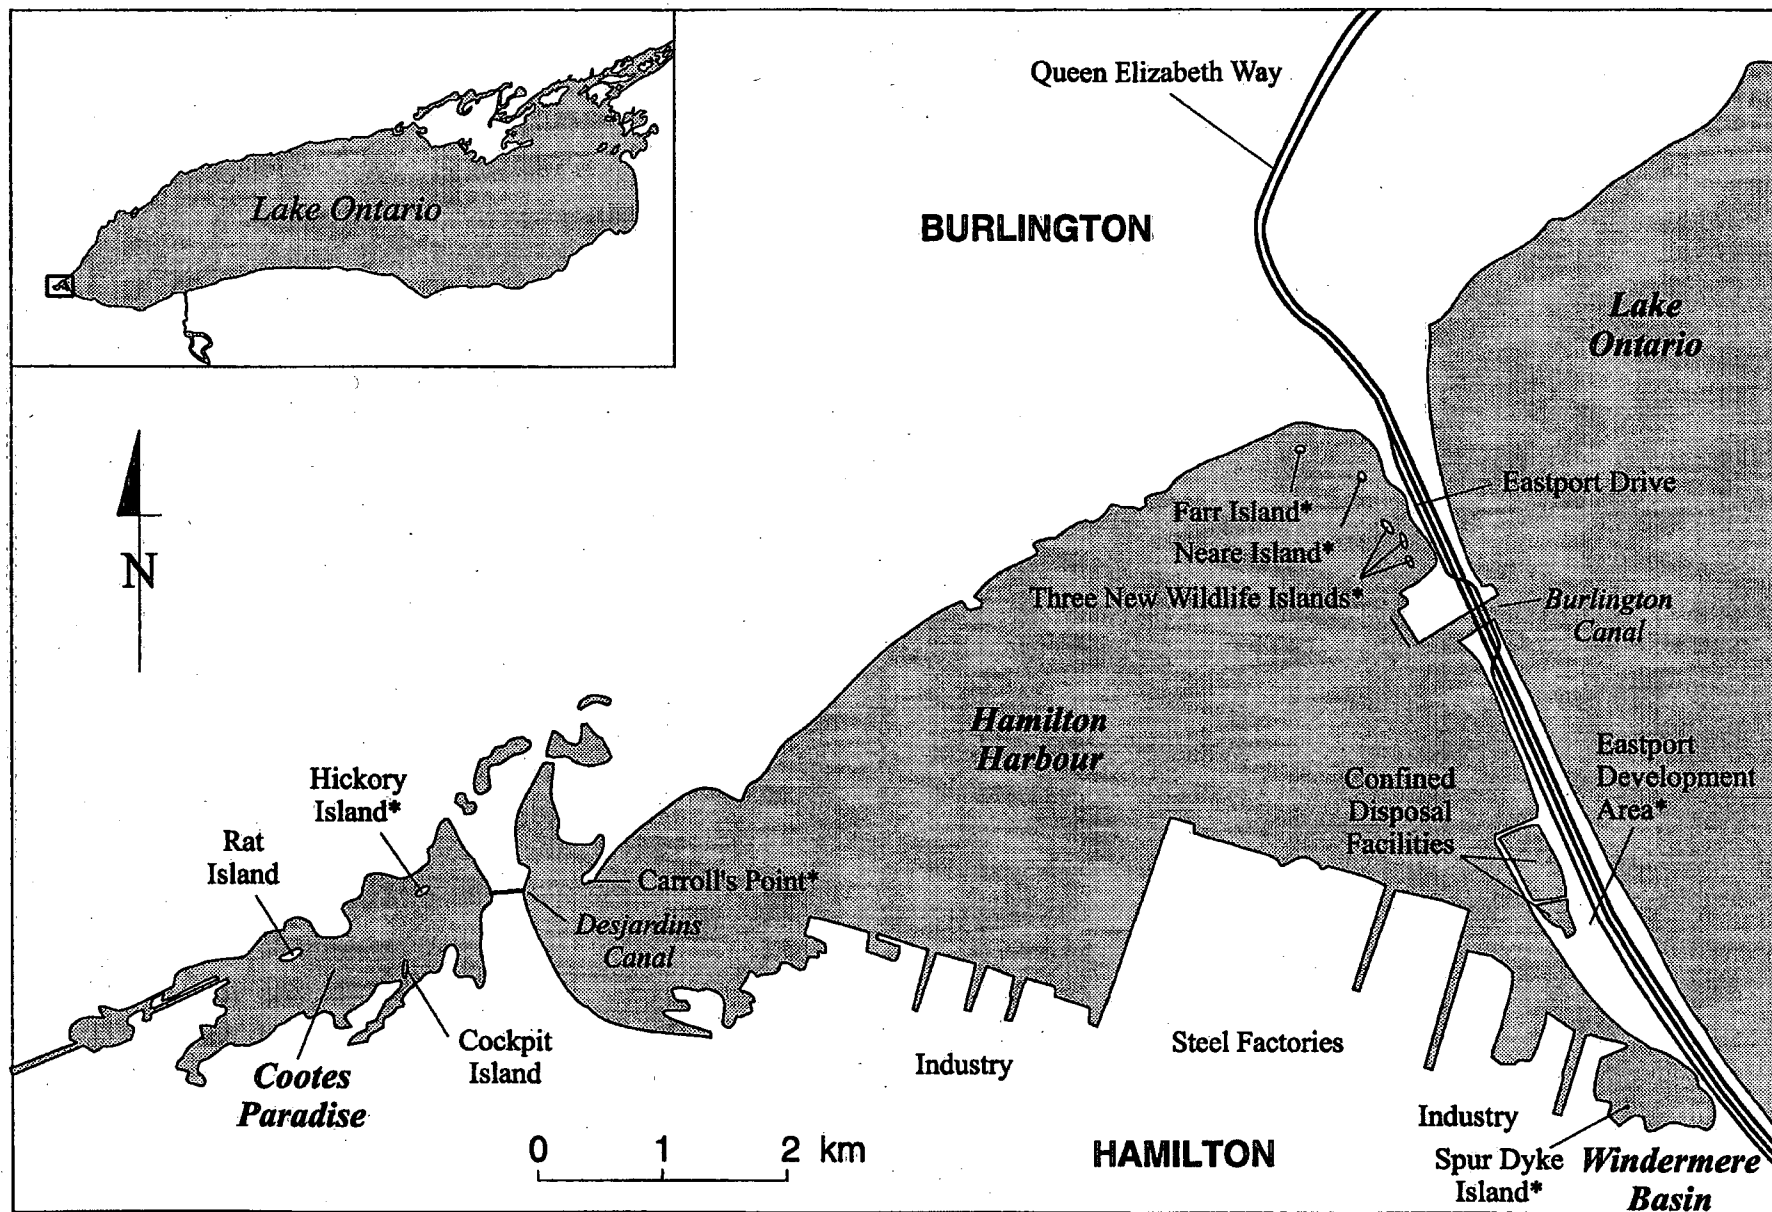 Queen Elizabeth Way
Lake Ontario
BURLINGTON
Lake
Ontario
N
Eastport Drive
Farr Island*
Neare Island*
Three New Wildlife Islands*
Burlington
Canal
Hamilton
Harbour
Eastport
Development
Area*
Confined
Disposal
Facilities
Hickory
Island*
Rat
Island
Carroll's Point*
Desjardins
Canal
Cockpit
Island
Cootes
Paradise
Industry
Steel Factories
Industry
0 1 2 km
HAMILTON
Spur Dyke
Island*
Windermere
Basin